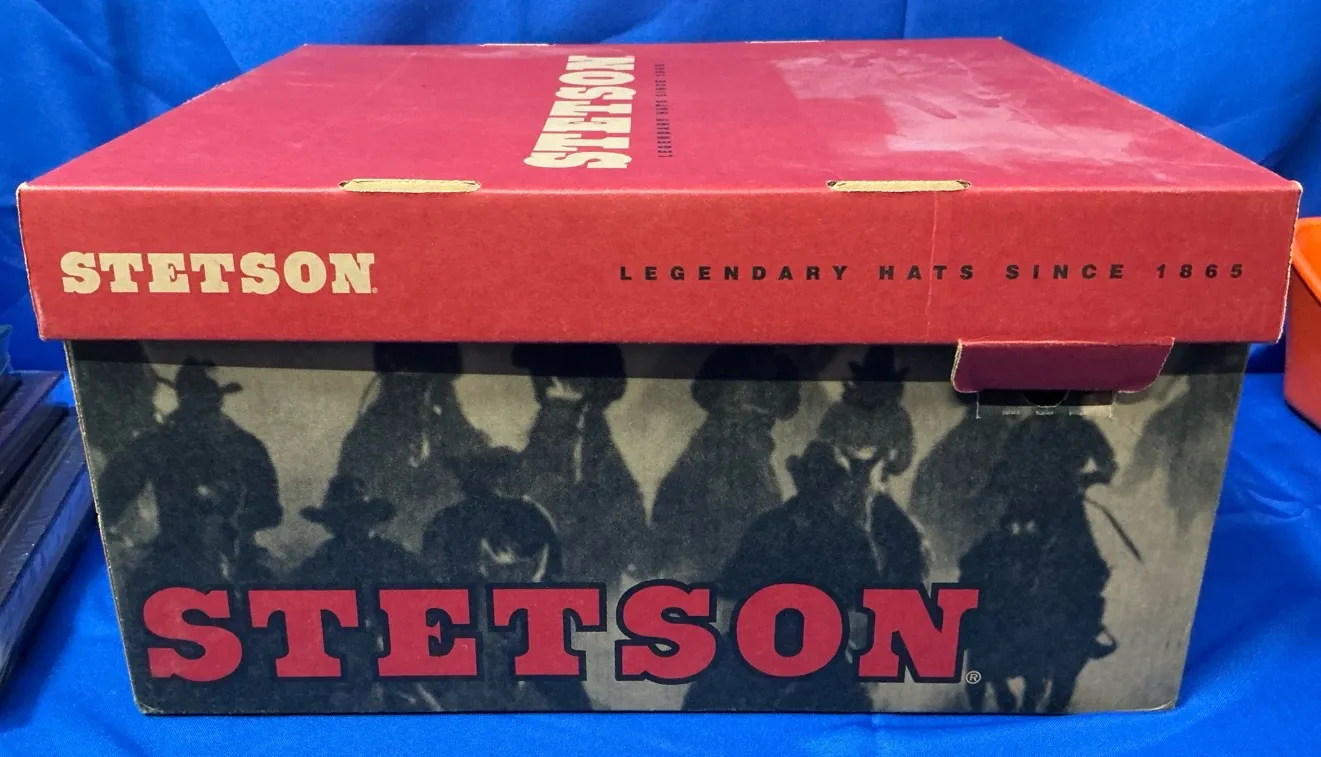 STETSON
LEGENDARY HATS SINCE 1865
STETSON LEGENDARY HATS SINCE 1865
STETSON®